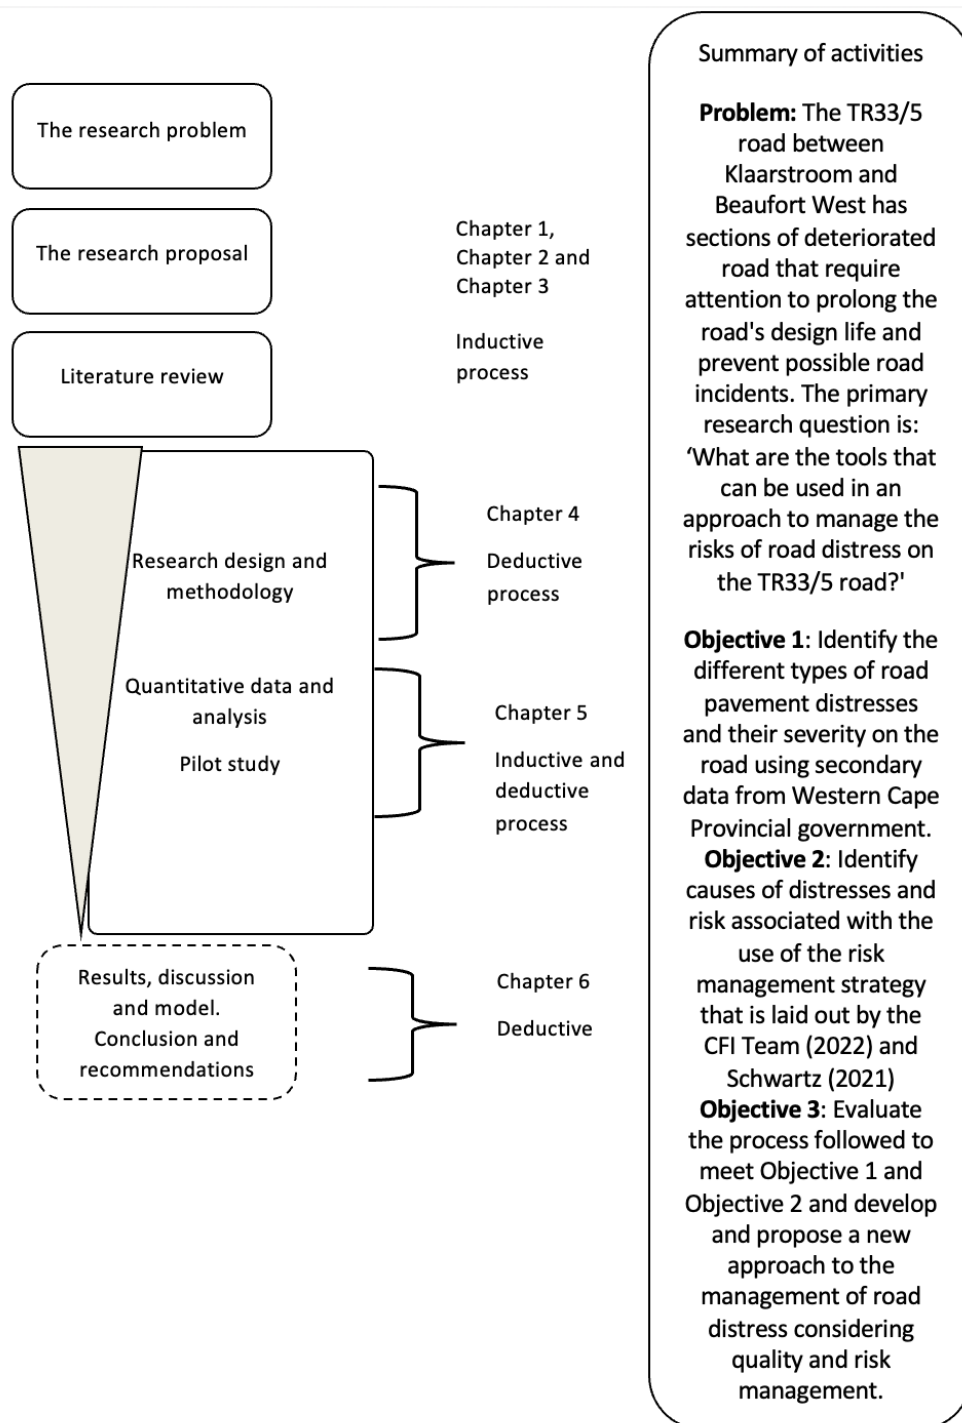 The research problem
The research proposal
Literature review
Chapter 1,
Chapter 2 and
Chapter 3
Inductive
process
Research design and
methodology
Chapter 4
Deductive
process
Quantitative data and
analysis
Pilot study
Chapter 5
Inductive and
deductive
process
Results, discussion
and model.
Conclusion and
recommendations
Chapter 6
Deductive
Summary of activities
Problem: The TR33/5
road between
Klaarstroom and
Beaufort West has
sections of deteriorated
road that require
attention to prolong the
road's design life and
prevent possible road
incidents. The primary
research question is:
‘What are the tools that
can be used in an
approach to manage the
risks of road distress on
the TR33/5 road?'
Objective 1: Identify the
different types of road
pavement distresses
and their severity on the
road using secondary
data from Western Cape
Provincial government.
Objective 2: Identify
causes of distresses and
risk associated with the
use of the risk
management strategy
that is laid out by the
CFI Team (2022) and
Schwartz (2021)
Objective 3: Evaluate
the process followed to
meet Objective 1 and
Objective 2 and develop
and propose a new
approach to the
management of road
distress considering
quality and risk
management.